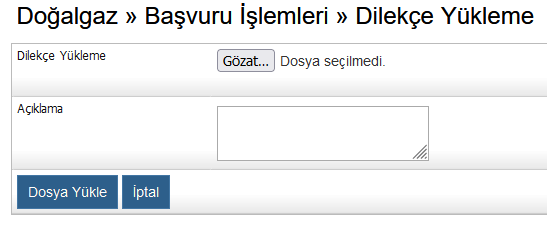 Doğalgaz » Başvuru İşlemleri » Dilekçe Yükleme
Dilekçe Yükleme Gözat... Dosya seçilmedi.
Açıklama
Dosya Yükle İptal